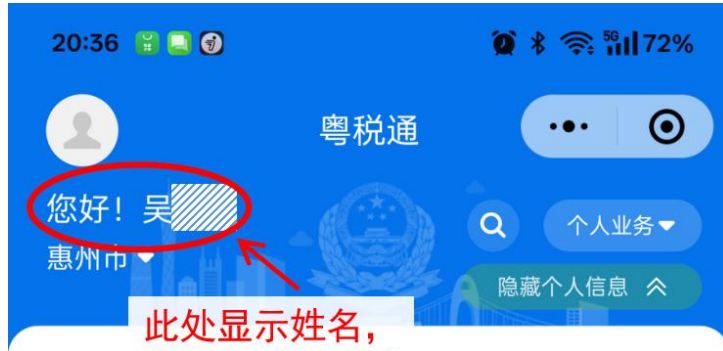 20:36
5G 72%
粤税通
您好！吴
惠州市
个人业务
隐藏个人信息
此处显示姓名，